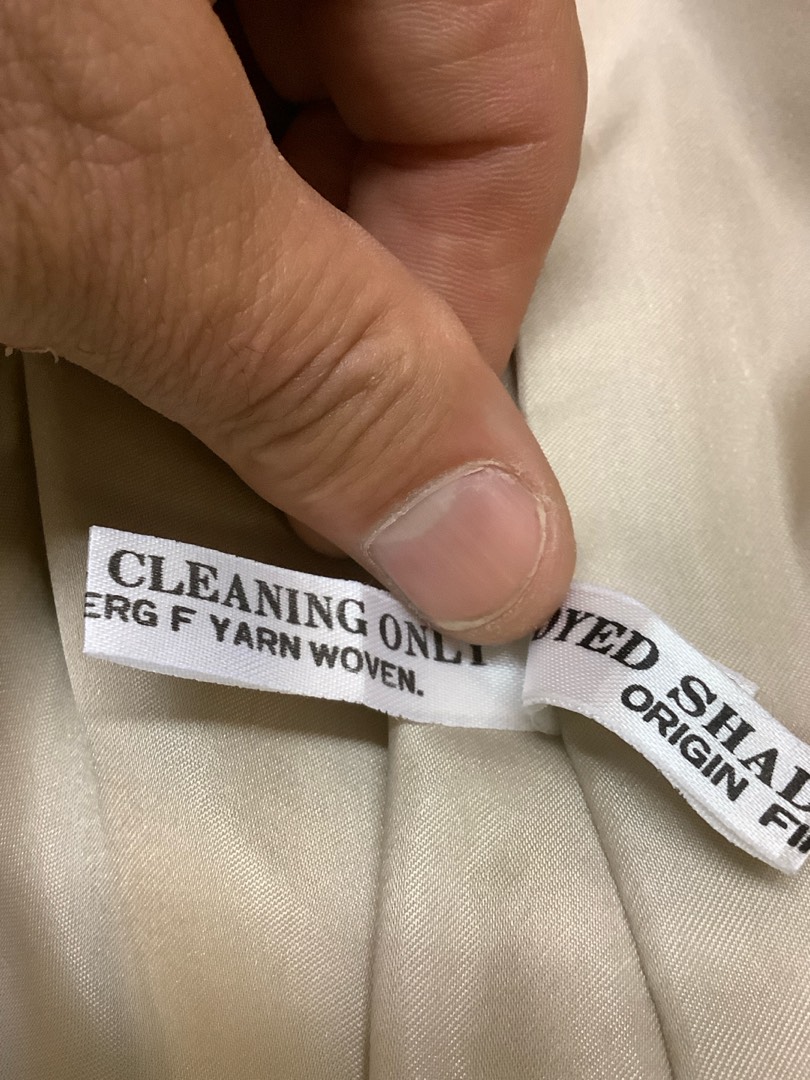 CLEANING ONLY
ERG F YARN WOVEN.
DYED SHAD
ORIGIN FI